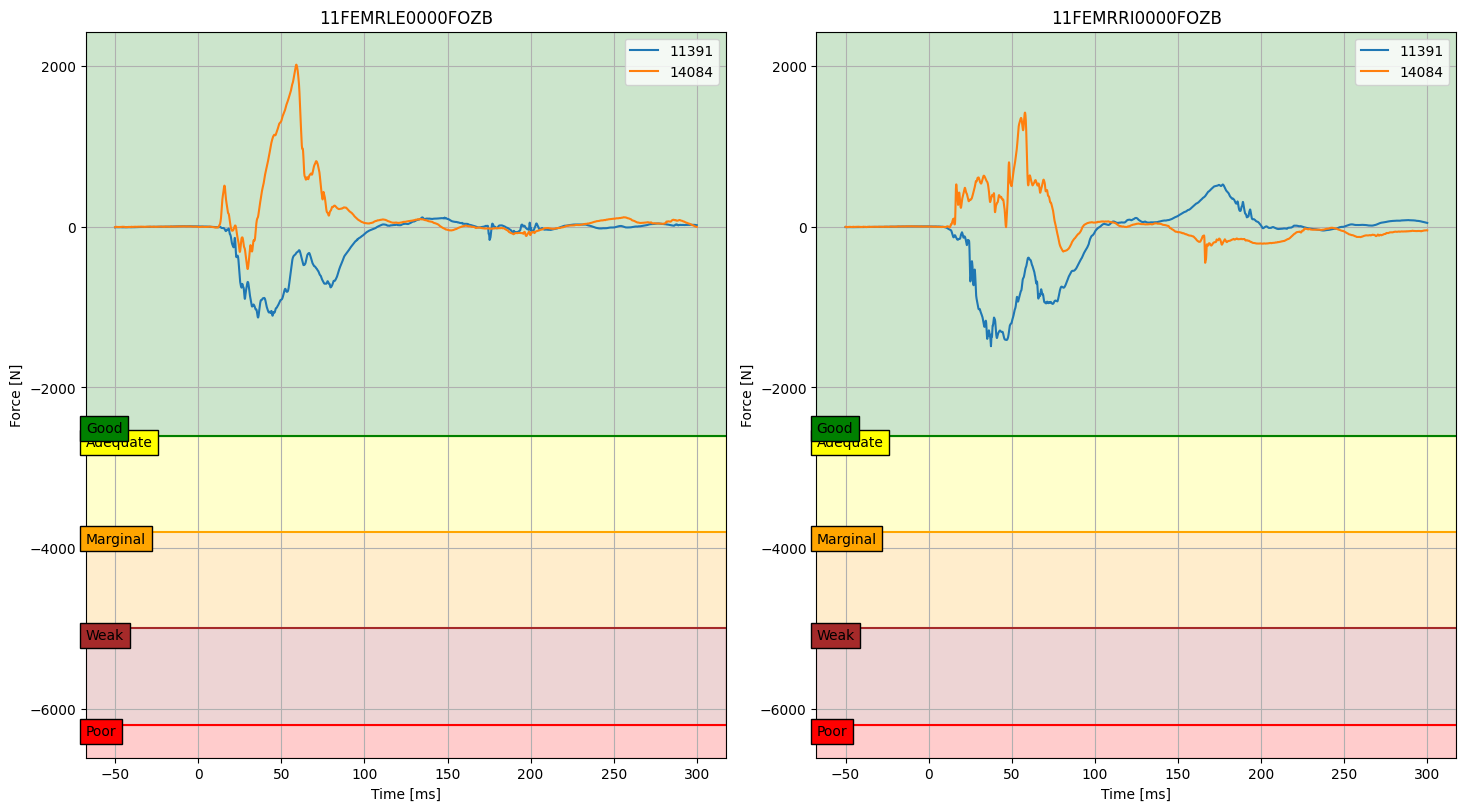 11FEMRLE0000FOZB
11391
14084
2000
0
−2000
−4000
−6000
Force [N]
Good
Adequate
Marginal
Weak
Poor
−50
0
50
100
150
200
250
300
Time [ms]
11FEMRRI0000FOZB
11391
14084
2000
0
−2000
−4000
−6000
Force [N]
Good
Adequate
Marginal
Weak
Poor
−50
0
50
100
150
200
250
300
Time [ms]